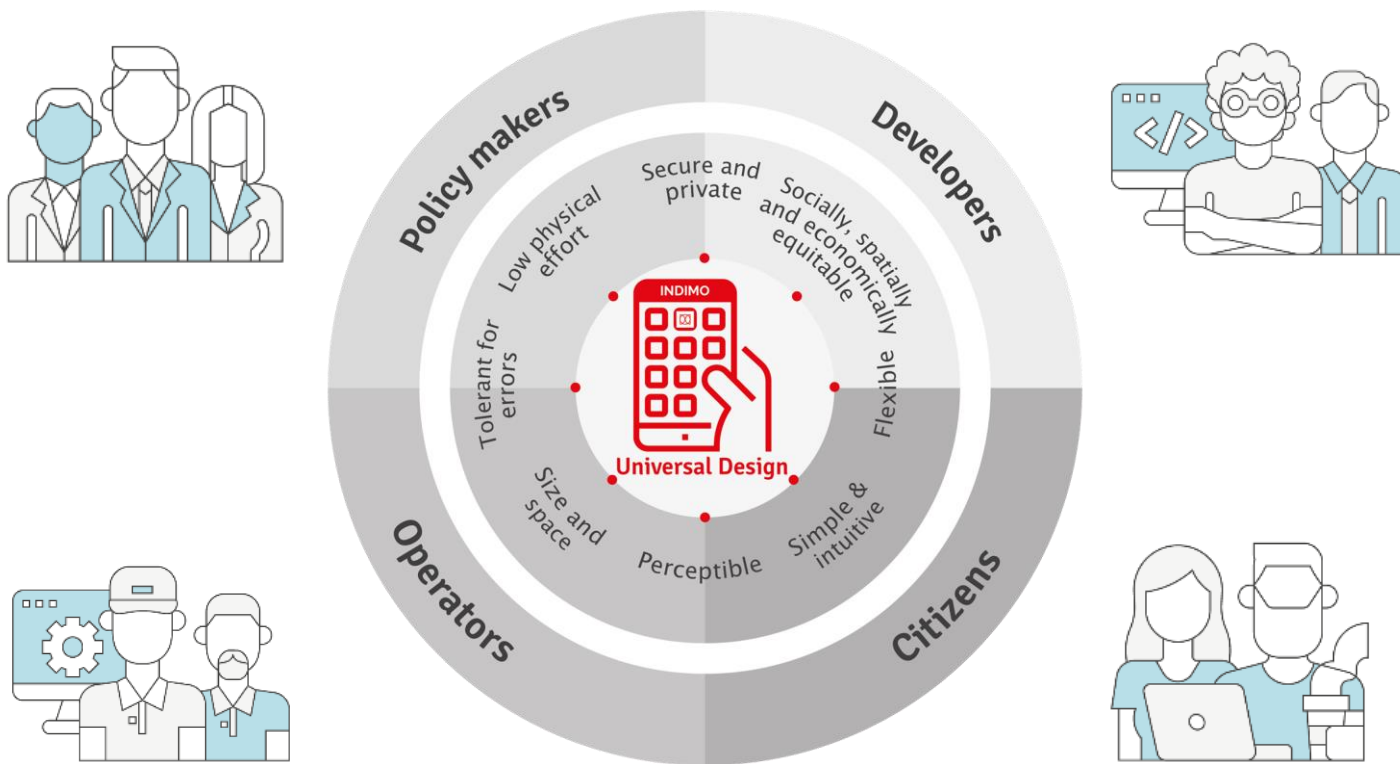 Policy makers
Developers
Secure and
private
Socially, spatially
and economically
equitable
Low physical
effort
INDIMO
</>
Tolerant for
errors
Flexible
Universal Design
Size and
space
Simple &
intuitive
Perceptible
Operators
Citizens